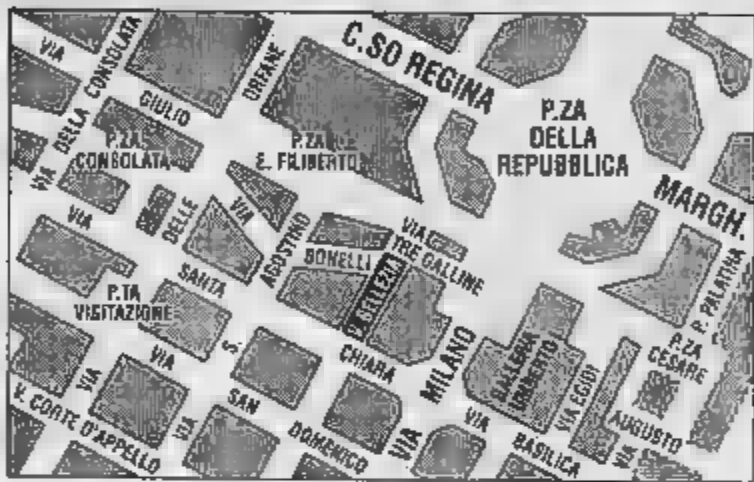 C.SO REGINA
VIA
DELLA CONSOLATA
GIULIO
ORFANE
P.ZA
DELLA
REPUBBLICA
P.ZA
CONSOLATA
P.ZA
E. FILIBERTO
VIA
MARGH.
VIA
DELLE
VIA
AGOSTINO
BONELLI
VIA
TRE GALLINE
P. PALATINA
SANTA
P.TA
VISITAZIONE
P.ZA
CESARE
VIA
S.
CHIARA
MILANO
GALLERIA
UMBERTO
VIA EGIDI
AUGUSTO
V. CORTE D'APPELLO
VIA
VIA
SAN
DOMENICO
VIA
VIA
BASILICA
VIA